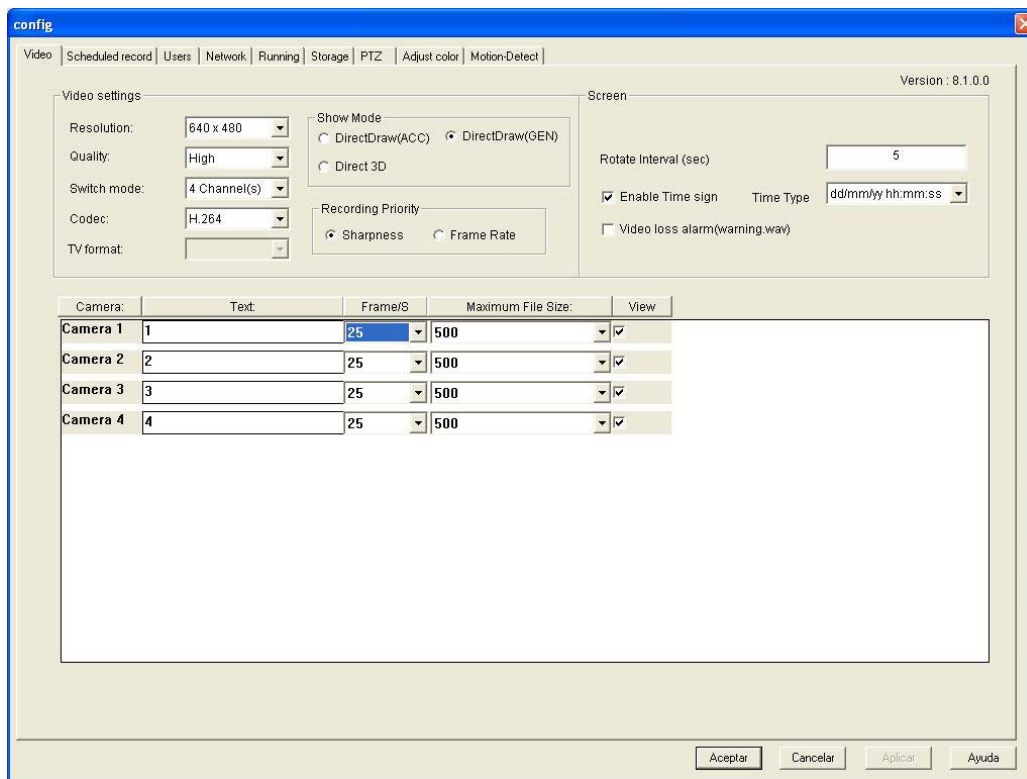 config
Video Scheduled record Users Network Running Storage PTZ Adjust color Motion-Detect
Version : 8.1.0.0
Video settings
Resolution: 640 x 480
Quality: High
Switch mode: 4 Channel(s)
Codec: H.264
TV format:
Show Mode
DirectDraw(ACC) DirectDraw(GEN)
Direct 3D
Recording Priority
Sharpness Frame Rate
Screen
Rotate Interval (sec) 5
Enable Time sign Time Type dd/mm/yy hh:mm:ss
Video loss alarm(warning.wav)
Camera: Text: Frame/S Maximum File Size: View
Camera 1 1 25 500
Camera 2 2 25 500
Camera 3 3 25 500
Camera 4 4 25 500
Aceptar Cancelar Aplicar Ayuda